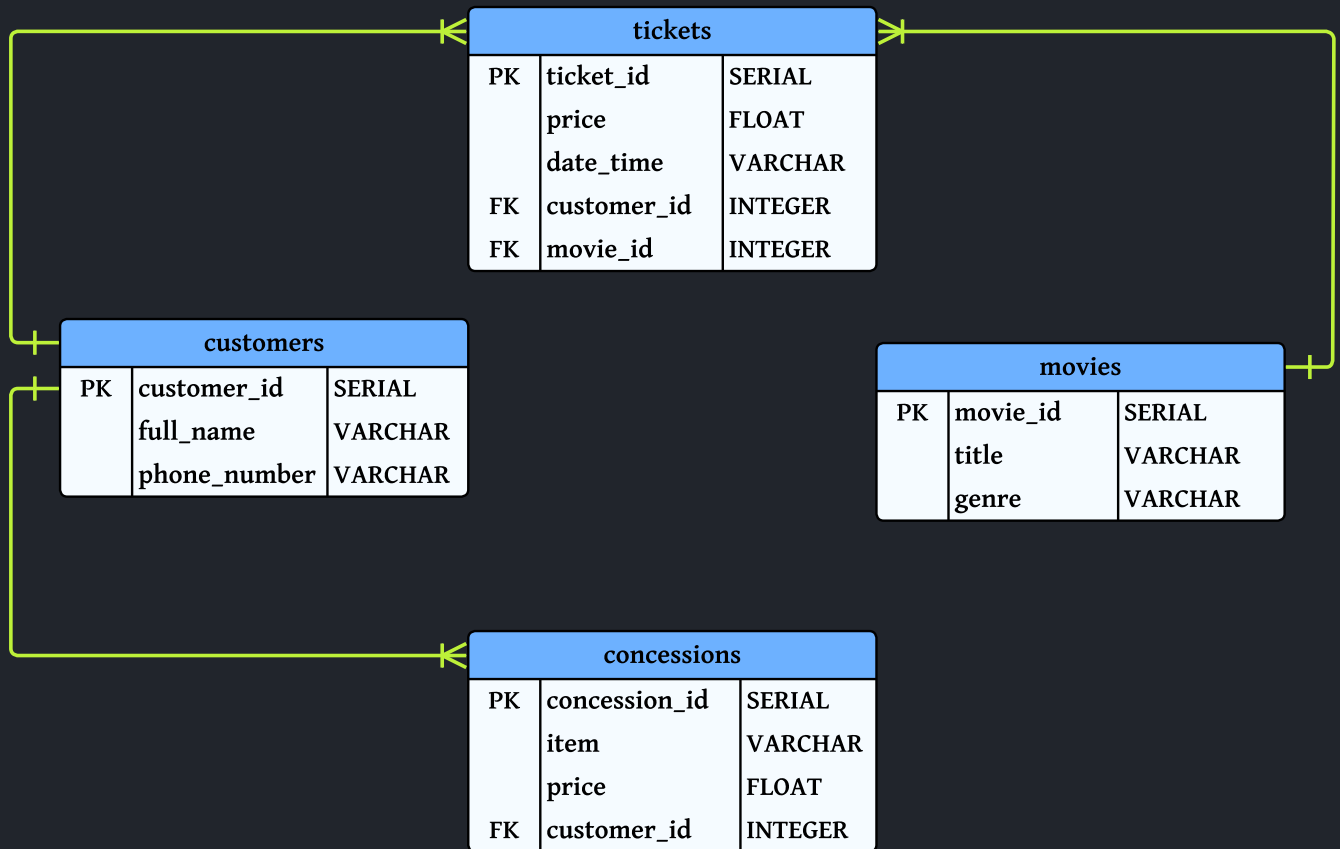 tickets
PK ticket_id SERIAL
price FLOAT
date_time VARCHAR
FK customer_id INTEGER
FK movie_id INTEGER
customers
PK customer_id SERIAL
full_name VARCHAR
phone_number VARCHAR
movies
PK movie_id SERIAL
title VARCHAR
genre VARCHAR
concessions
PK concession_id SERIAL
item VARCHAR
price FLOAT
FK customer_id INTEGER